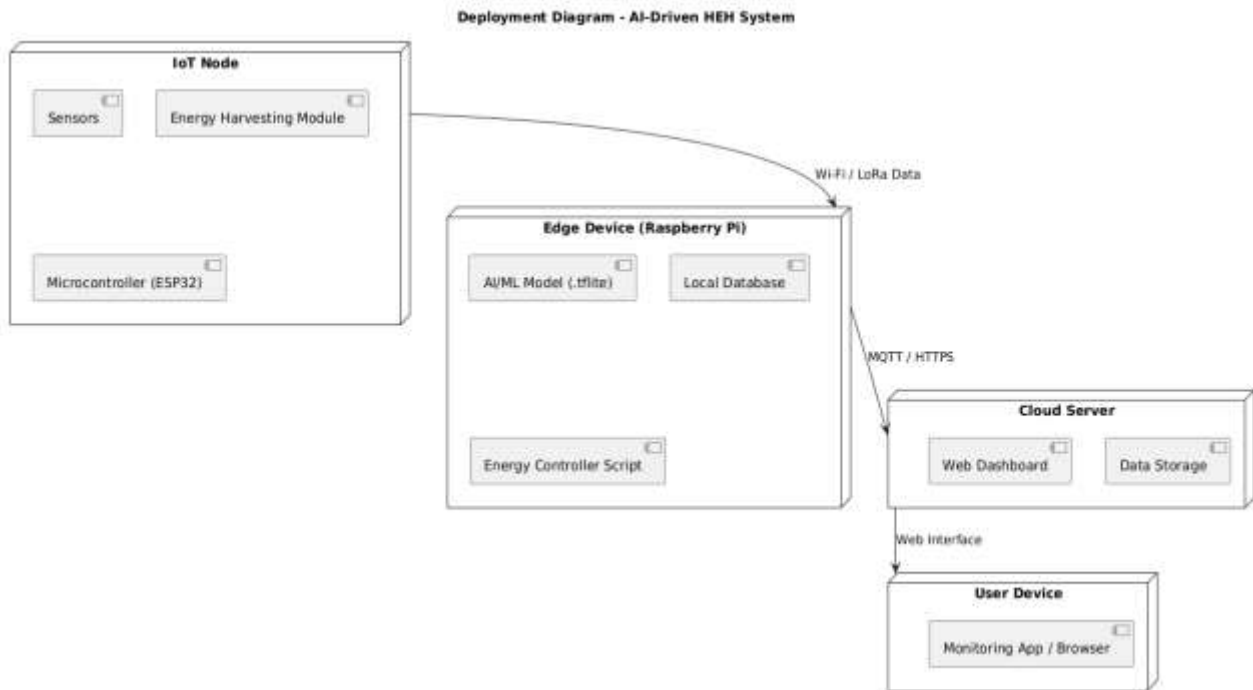 Deployment Diagram - AI-Driven HEH System
IoT Node
Sensors
Energy Harvesting Module
Microcontroller (ESP32)
Wi-Fi / LoRa Data
Edge Device (Raspberry Pi)
AI/ML Model (.tflite)
Local Database
Energy Controller Script
MQTT / HTTPS
Cloud Server
Web Dashboard
Data Storage
Web Interface
User Device
Monitoring App / Browser